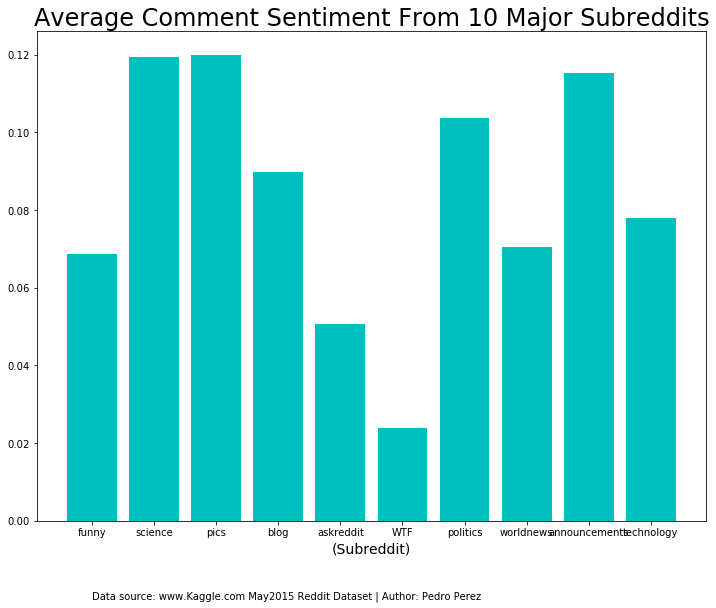 Average Comment Sentiment From 10 Major Subreddits
0.12
0.10
0.08
0.06
0.04
0.02
0.00
funny science pics blog askreddit WTF politics worldnews announcements technology
(Subreddit)
Data source: www.Kaggle.com May2015 Reddit Dataset | Author: Pedro Perez